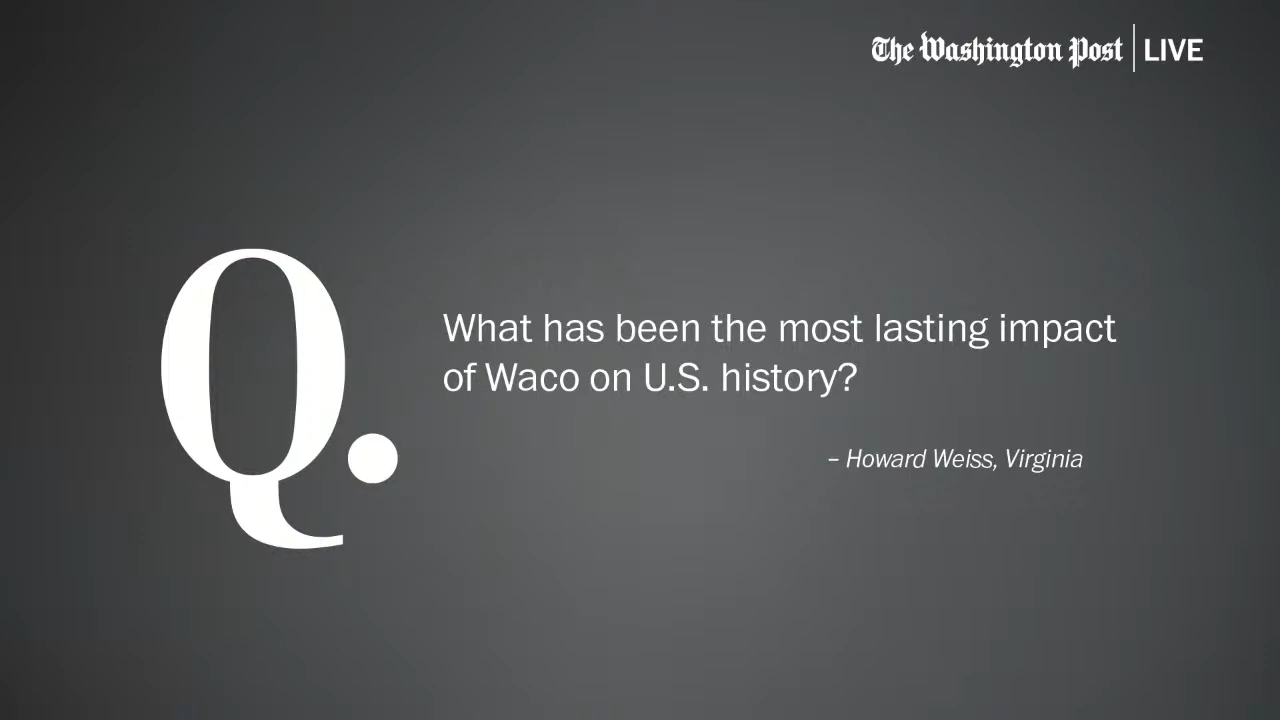 The Washington Post | LIVE
Q.
What has been the most lasting impact
of Waco on U.S. history?
– Howard Weiss, Virginia